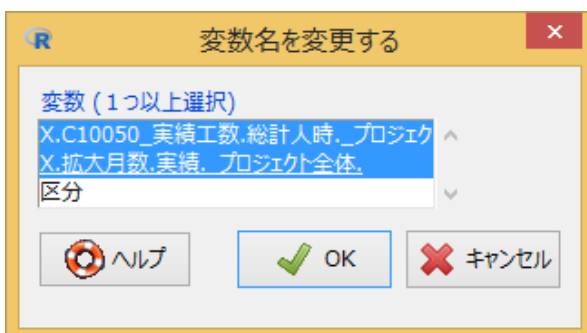 変数名を変更する
変数 (1つ以上選択)
X.C10050_実績工数.総計人時._プロジェク
X.拡大月数.実績._プロジェクト全体.
区分
ヘルプ
OK
キャンセル